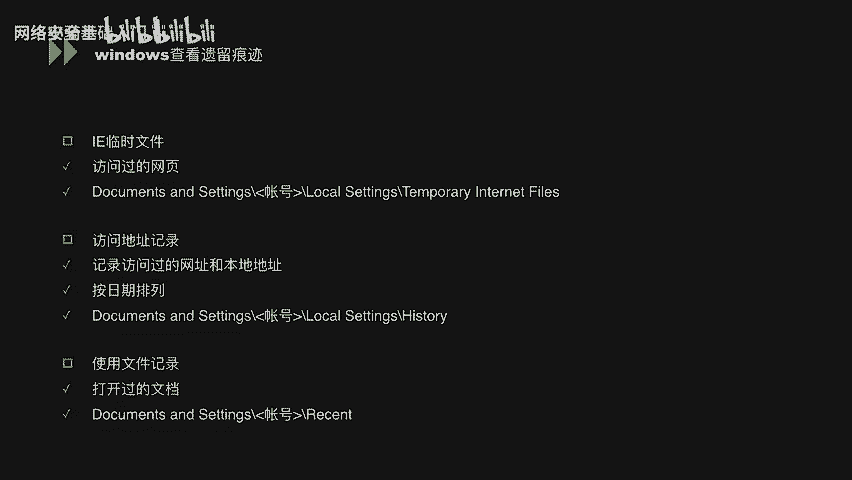 网络安全基础
bilibili
windows查看遗留痕迹
IE临时文件
访问过的网页
Documents and Settings\<帐号>\Local Settings\Temporary Internet Files
访问地址记录
记录访问过的网址和本地地址
按日期排列
Documents and Settings\<帐号>\Local Settings\History
使用文件记录
打开过的文档
Documents and Settings\<帐号>\Recent